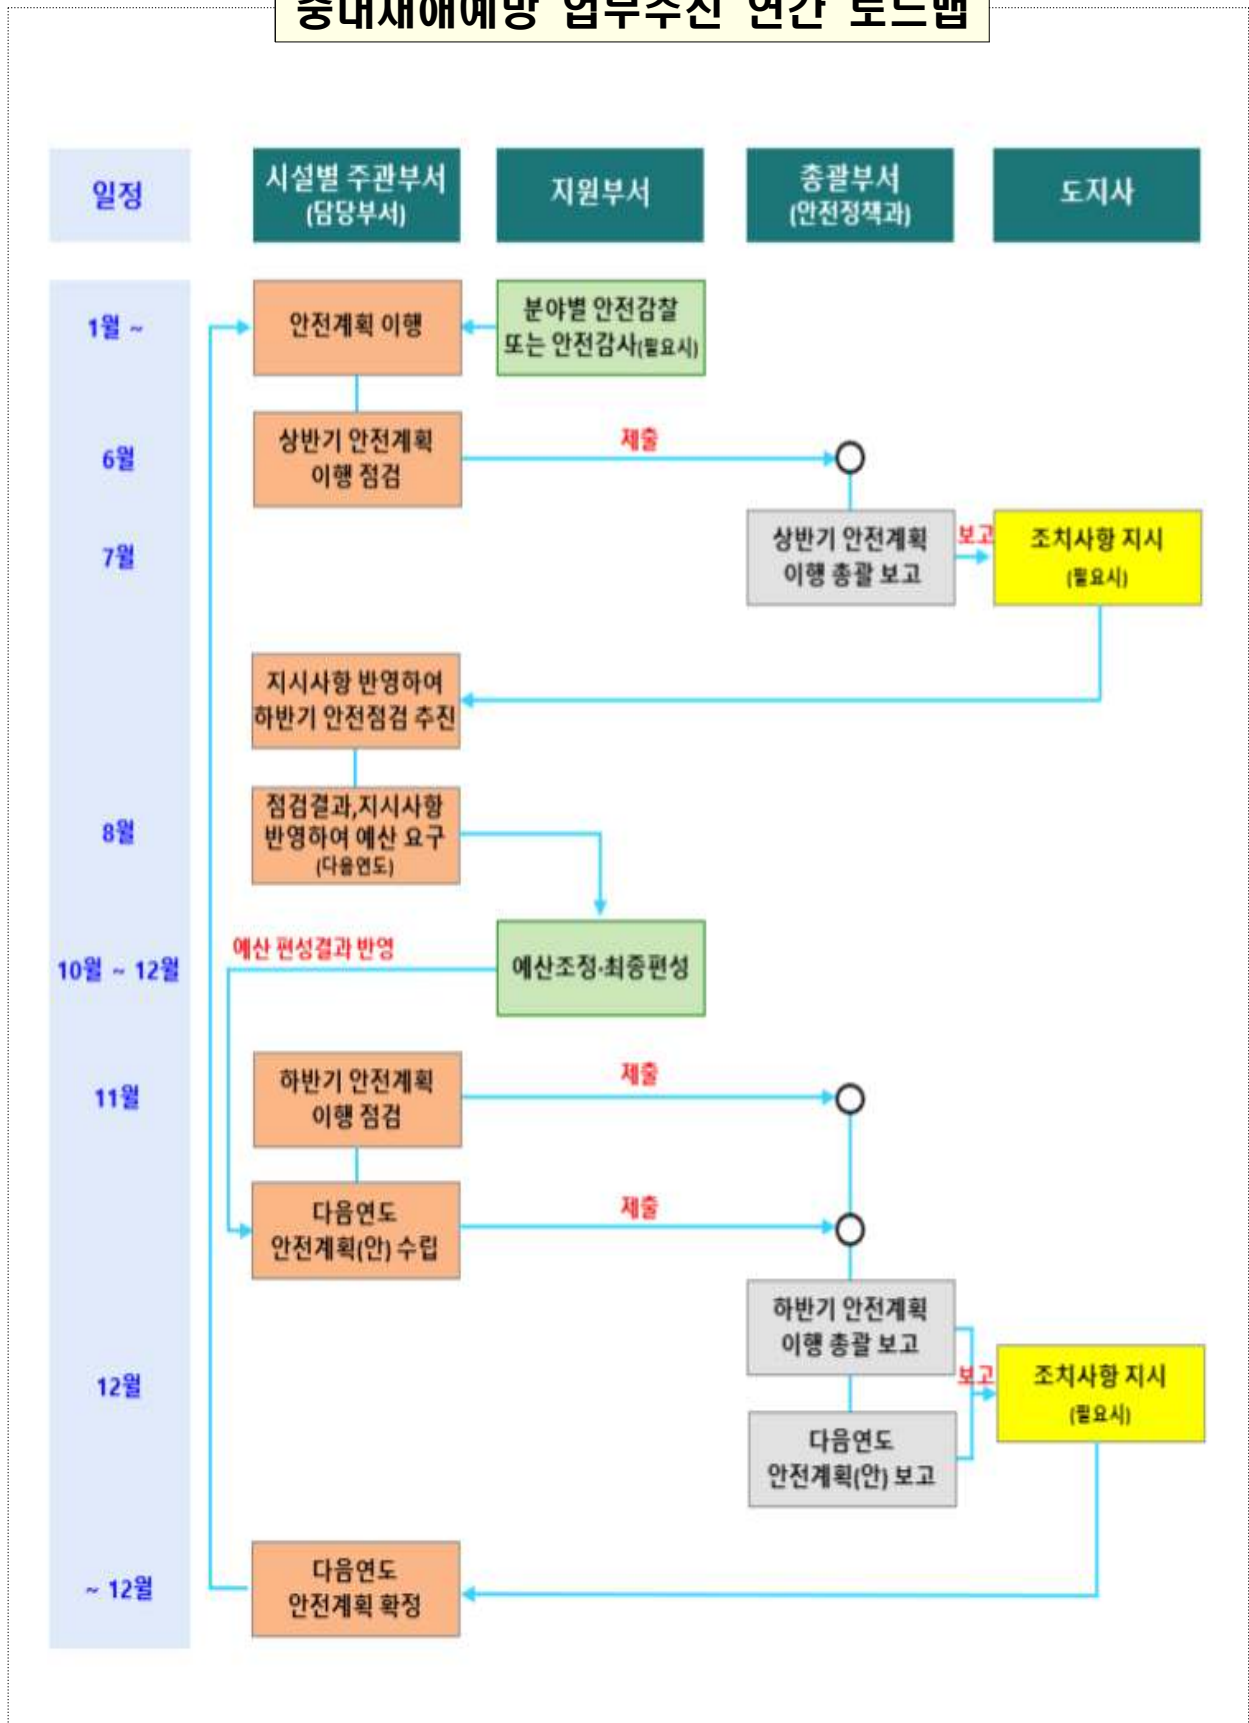 중대재해예방 업무추진 연간 로드맵
일정
시설별 주관부서
(담당부서)
지원부서
총괄부서
(안전정책과)
도지사
1월 ~
안전계획 이행
분야별 안전감찰
또는 안전감사(필요시)
6월
상반기 안전계획
이행 점검
제출
7월
상반기 안전계획
이행 총괄 보고
보고
조치사항 지시
(필요시)
지시사항 반영하여
하반기 안전점검 추진
8월
점검결과,지시사항
반영하여 예산 요구
(다음연도)
10월 ~ 12월
예산 편성결과 반영
예산조정·최종편성
11월
하반기 안전계획
이행 점검
제출
다음연도
안전계획(안) 수립
제출
12월
하반기 안전계획
이행 총괄 보고
보고
조치사항 지시
(필요시)
다음연도
안전계획(안) 보고
~ 12월
다음연도
안전계획 확정